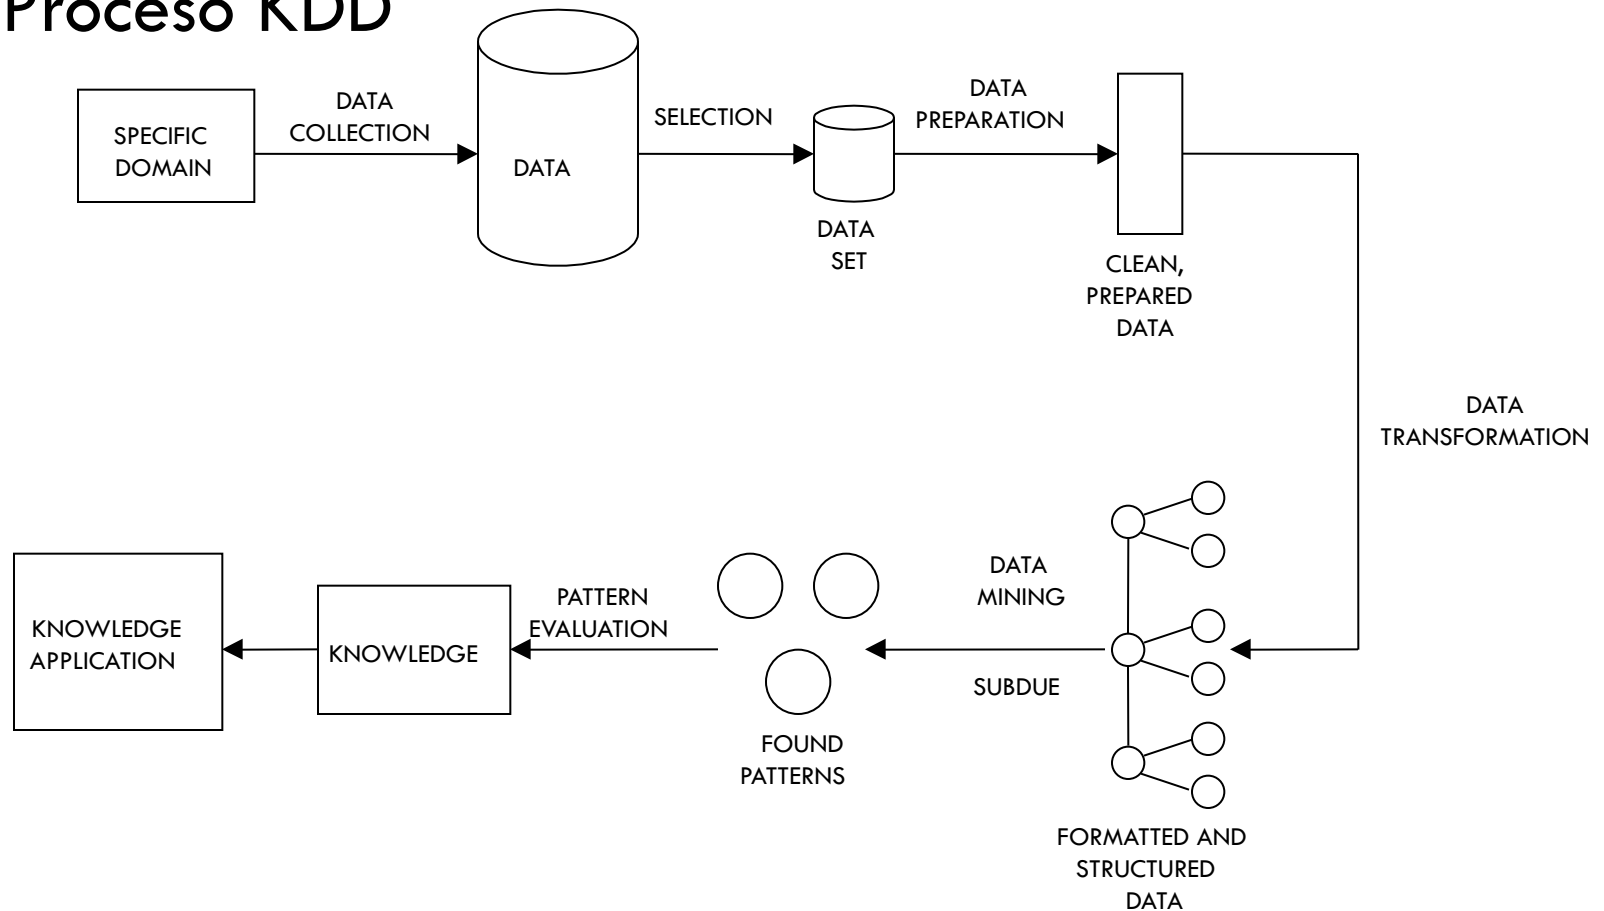 Proceso KDD
SPECIFIC
DOMAIN
DATA
COLLECTION
DATA
SELECTION
DATA
SET
DATA
PREPARATION
CLEAN,
PREPARED
DATA
DATA
TRANSFORMATION
FORMATTED AND
STRUCTURED
DATA
DATA
MINING
SUBDUE
FOUND
PATTERNS
PATTERN
EVALUATION
KNOWLEDGE
KNOWLEDGE
APPLICATION